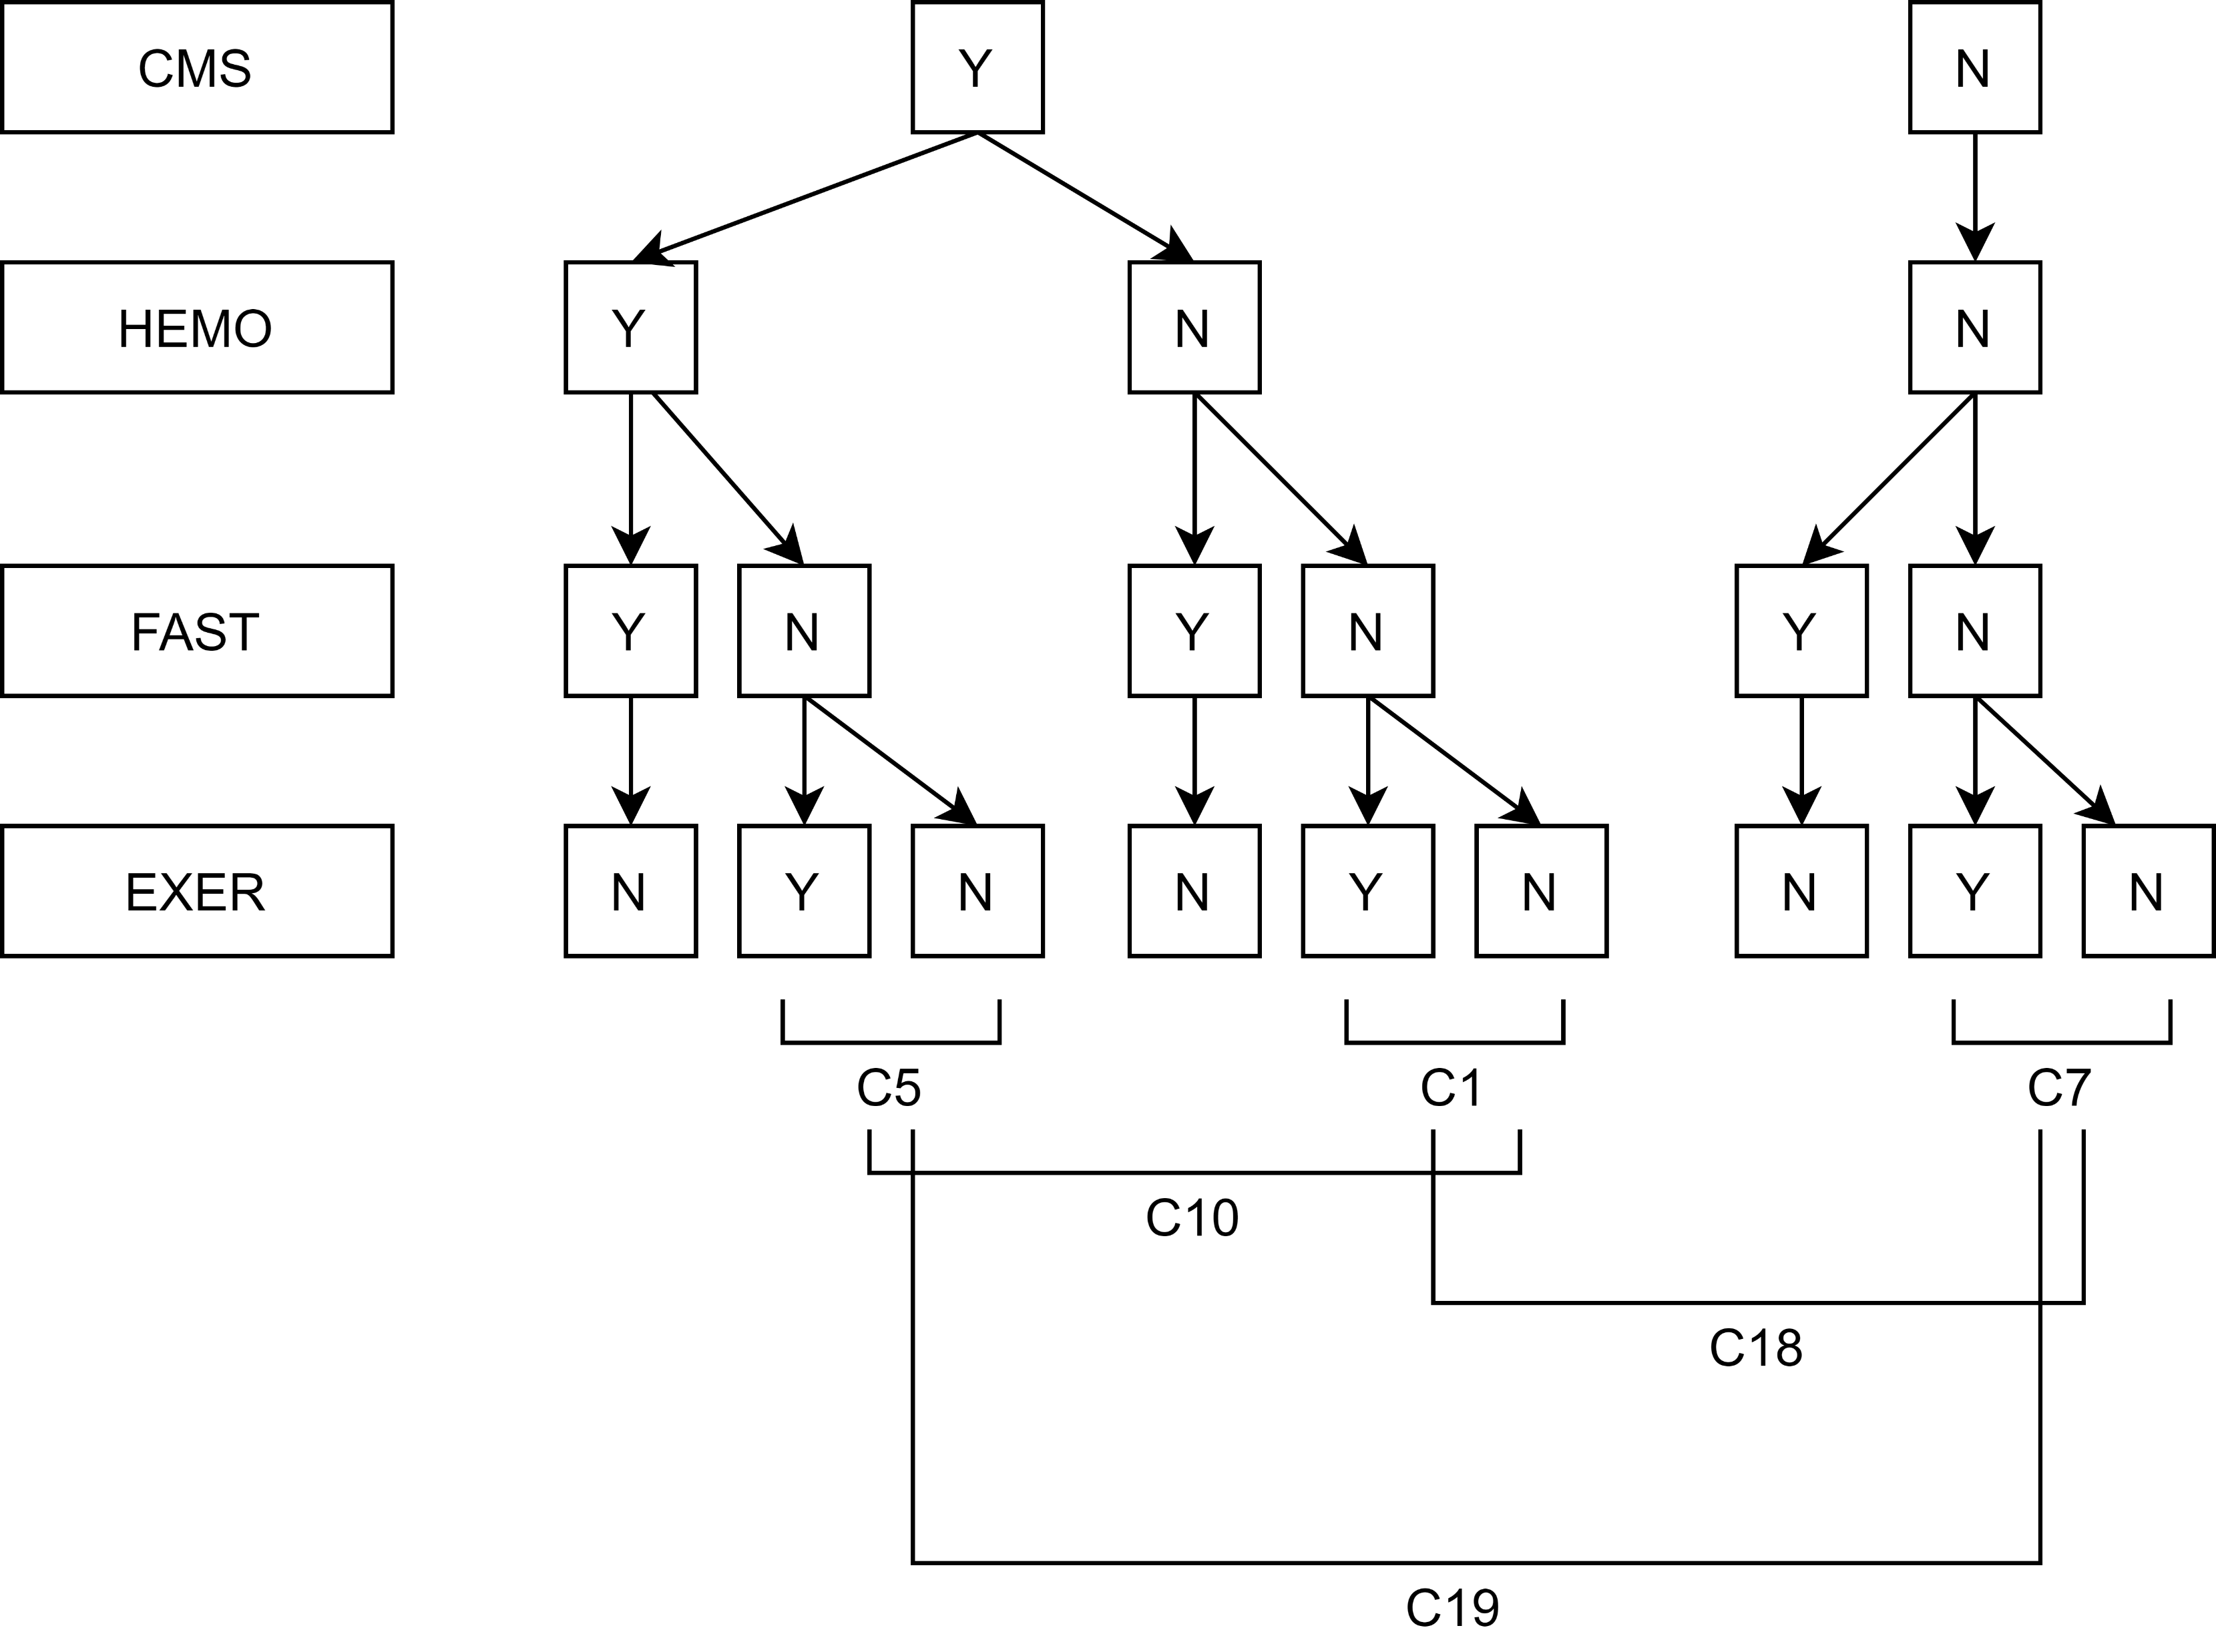 CMS Y N
HEMO Y N N
FAST Y N Y N Y N
EXER N Y N N Y N N Y N
C5 C1 C7
C10
C18
C19